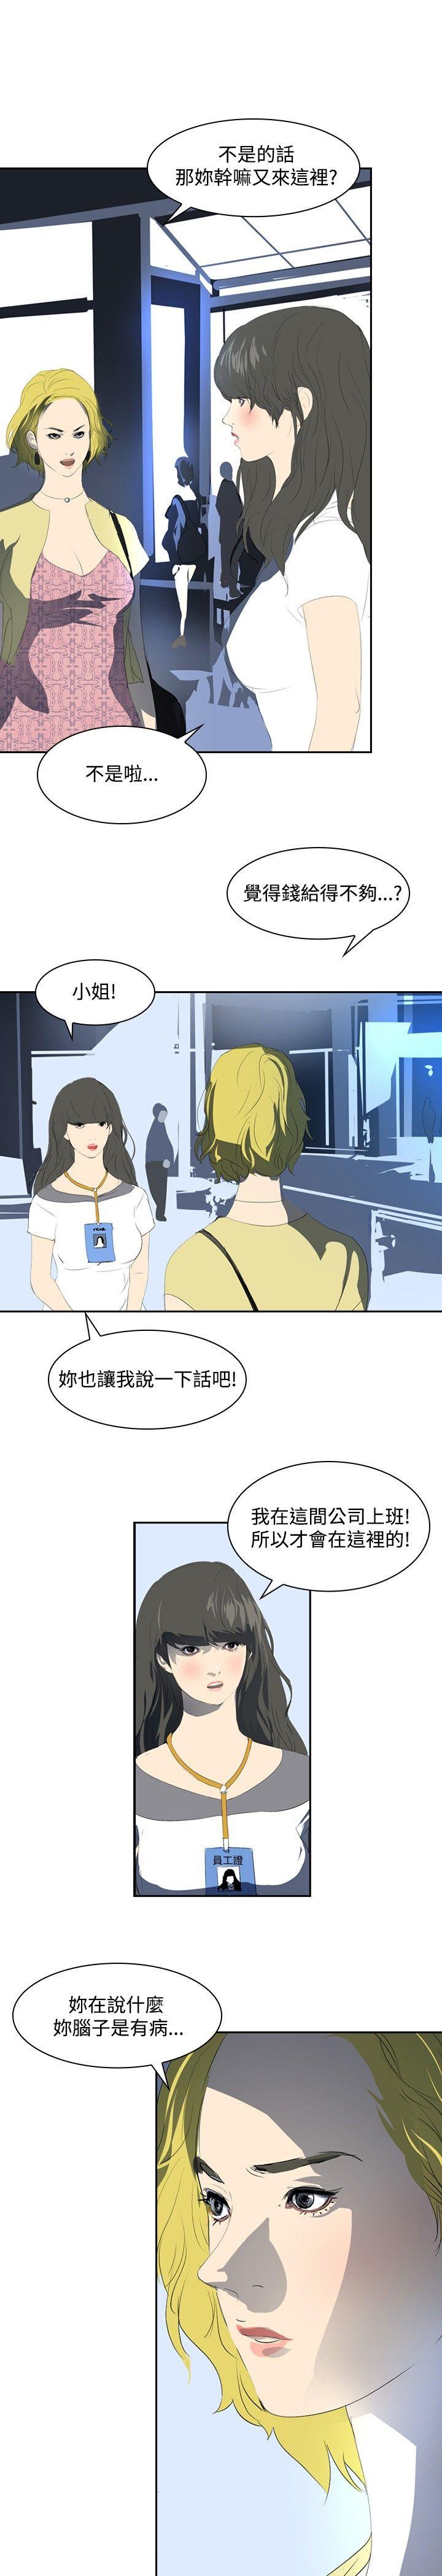 不是的話
那妳幹嘛又來這裡?
不是啦...
覺得錢給得不夠...?
小姐!
妳也讓我說一下話吧!
我在這間公司上班!
所以才會在這裡的!
員工證
妳在說什麼
妳腦子是有病...